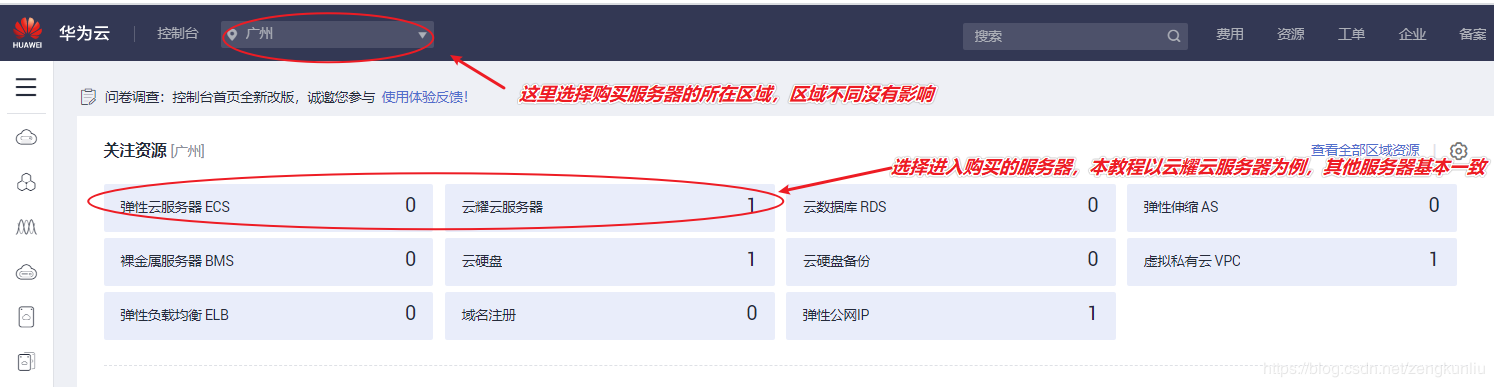 HUAWEI 华为云 控制台 广州 搜索 费用 资源 工单 企业 备案
问卷调查：控制台首页全新改版，诚邀您参与 使用体验反馈！
这里选择购买服务器的所在区域，区域不同没有影响
关注资源 [广州] 查看全部区域资源
选择进入购买的服务器，本教程以云耀云服务器为例，其他服务器基本一致
弹性云服务器 ECS 0 云耀云服务器 1 云数据库 RDS 0 弹性伸缩 AS 0
裸金属服务器 BMS 0 云硬盘 1 云硬盘备份 0 虚拟私有云 VPC 1
弹性负载均衡 ELB 0 域名注册 0 弹性公网IP 1
https://blog.csdn.net/zengkunliu